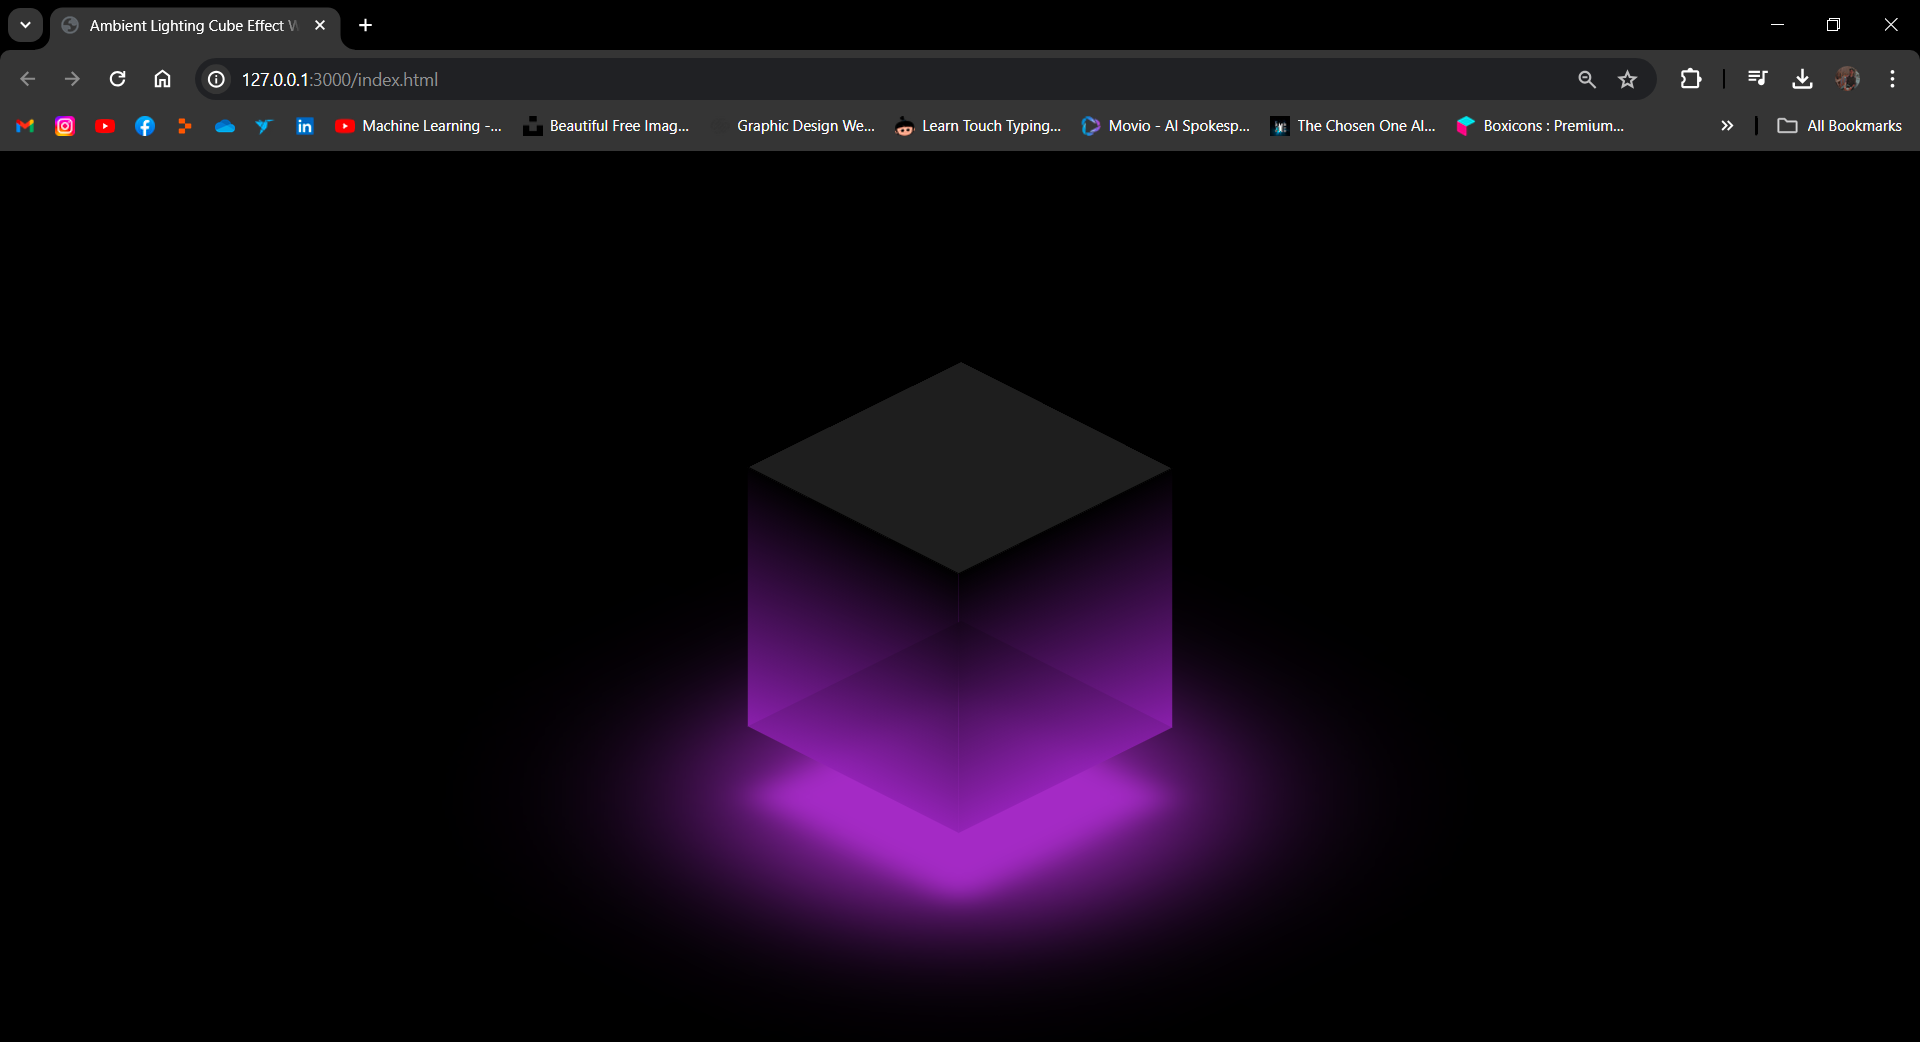 Ambient Lighting Cube Effect W
127.0.0.1:3000/index.html
Machine Learning -... Beautiful Free Imag... Graphic Design We... Learn Touch Typing... Movio - AI Spokesp... The Chosen One AI... Boxicons : Premium... All Bookmarks